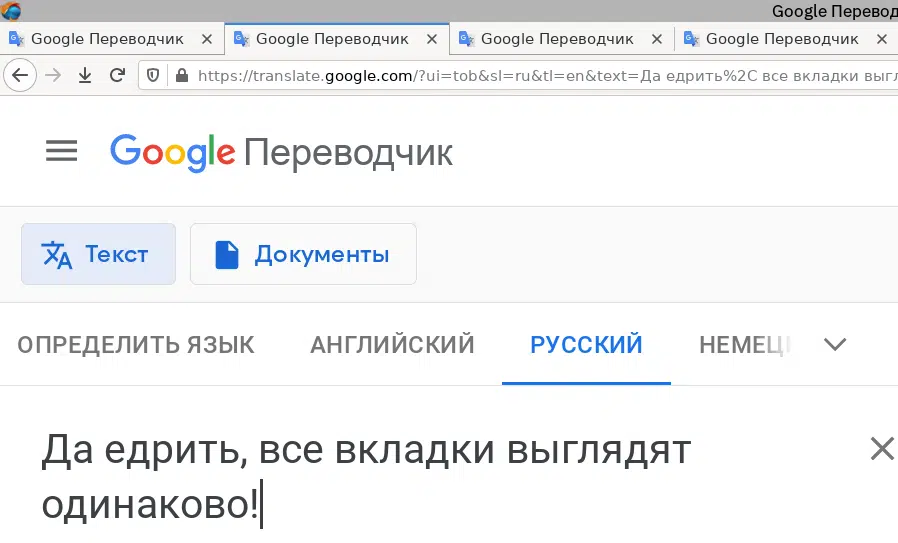 Google Перевод
Google Переводчик
Google Переводчик
Google Переводчик
Google Переводчик
https://translate.google.com/?ui=tob&sl=ru&tl=en&text=Да едрить%2C все вкладки выгл
Google Переводчик
Текст
Документы
ОПРЕДЕЛИТЬ ЯЗЫК АНГЛИЙСКИЙ РУССКИЙ НЕМЕЦ
Да едрить, все вкладки выглядят
одинаково!